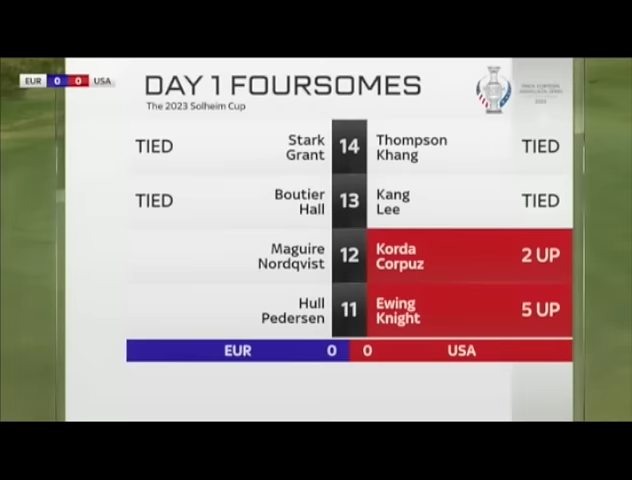 EUR 0 0 USA
DAY 1 FOURSOMES
The 2023 Solheim Cup
TIED Stark Grant 14 Thompson Khang TIED
TIED Boutier Hall 13 Kang Lee TIED
Maguire Nordqvist 12 Korda Corpuz 2 UP
Hull Pedersen 11 Ewing Knight 5 UP
EUR 0 0 USA